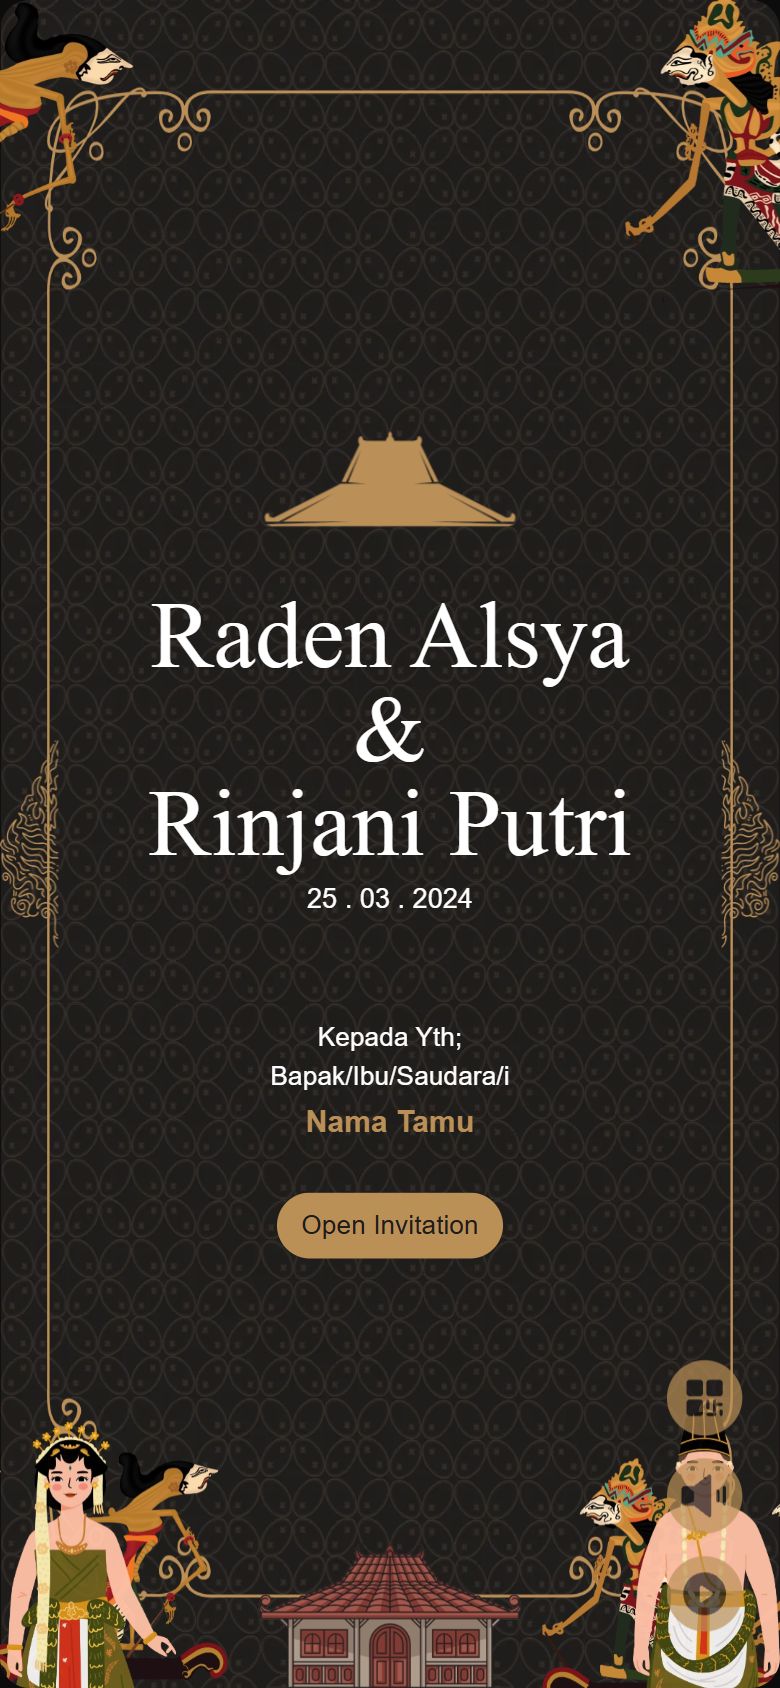 Raden Alsya
&
Rinjani Putri
25 . 03 . 2024
Kepada Yth;
Bapak/Ibu/Saudara/i
Nama Tamu
Open Invitation